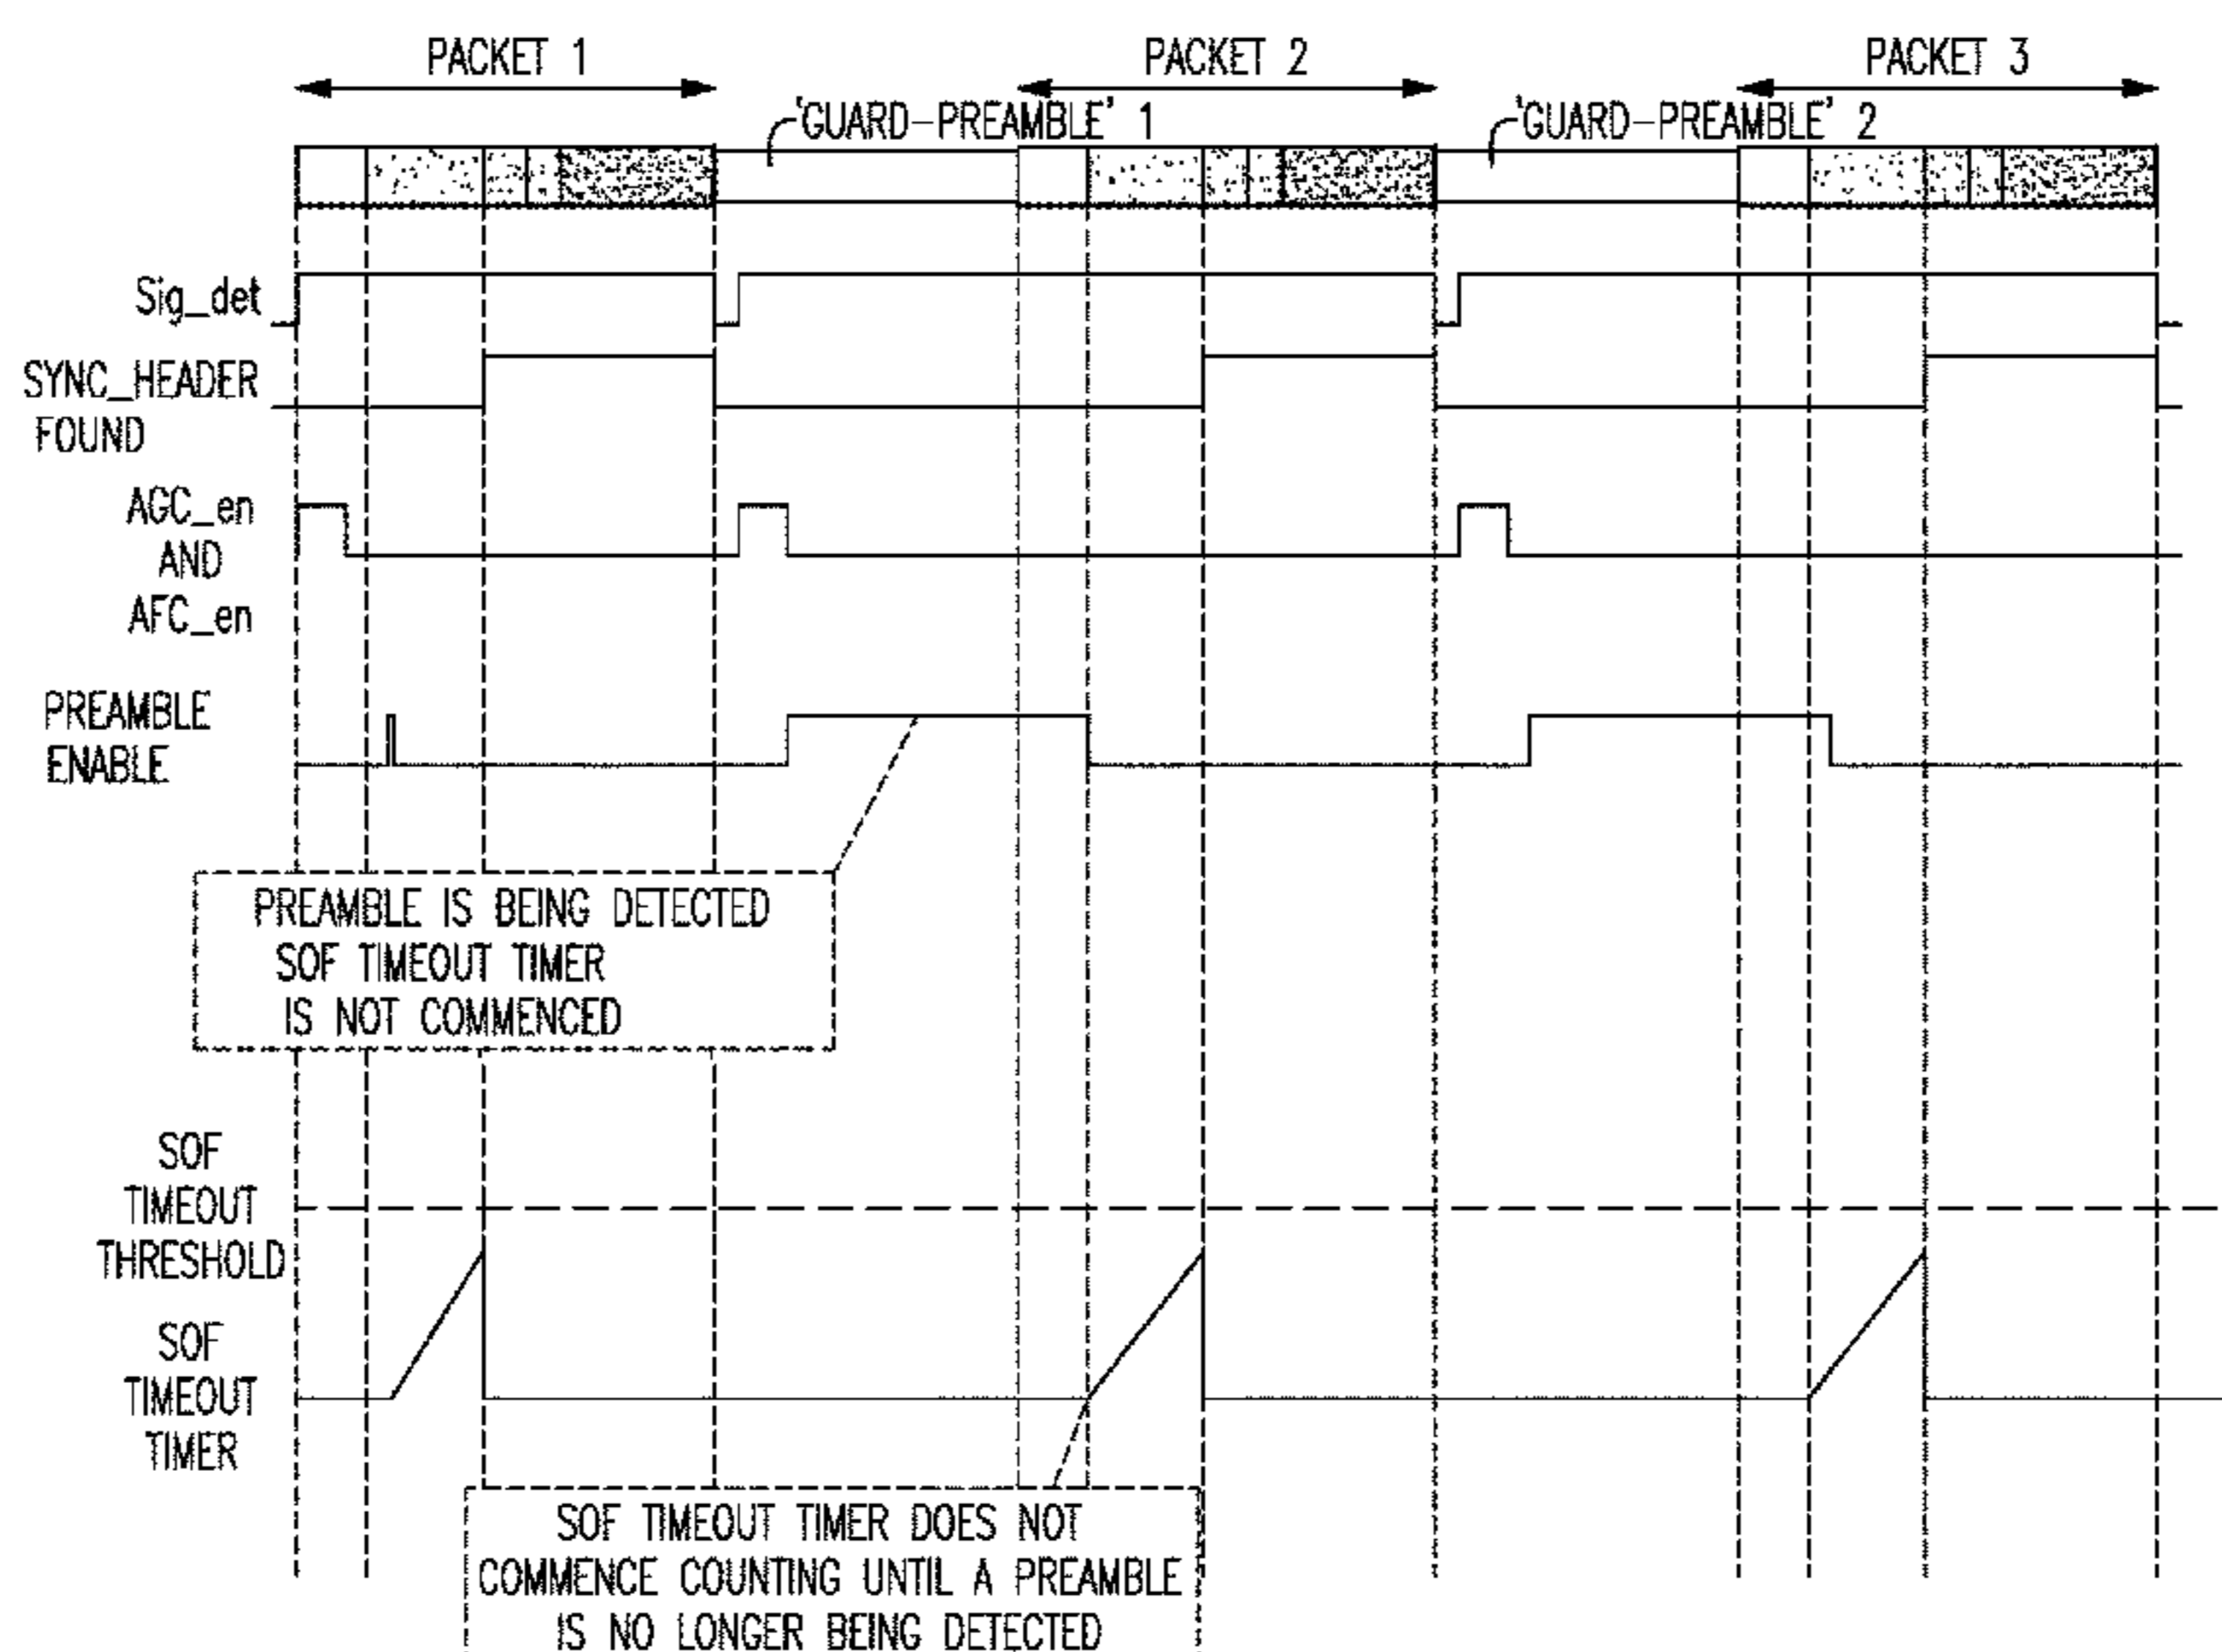 PACKET 1
PACKET 2
PACKET 3
'GUARD-PREAMBLE' 1
'GUARD-PREAMBLE' 2
Sig_det
SYNC_HEADER
FOUND
AGC_en
AND
AFC_en
PREAMBLE
ENABLE
PREAMBLE IS BEING DETECTED
SOF TIMEOUT TIMER
IS NOT COMMENCED
SOF
TIMEOUT
THRESHOLD
SOF
TIMEOUT
TIMER
SOF TIMEOUT TIMER DOES NOT
COMMENCE COUNTING UNTIL A PREAMBLE
IS NO LONGER BEING DETECTED